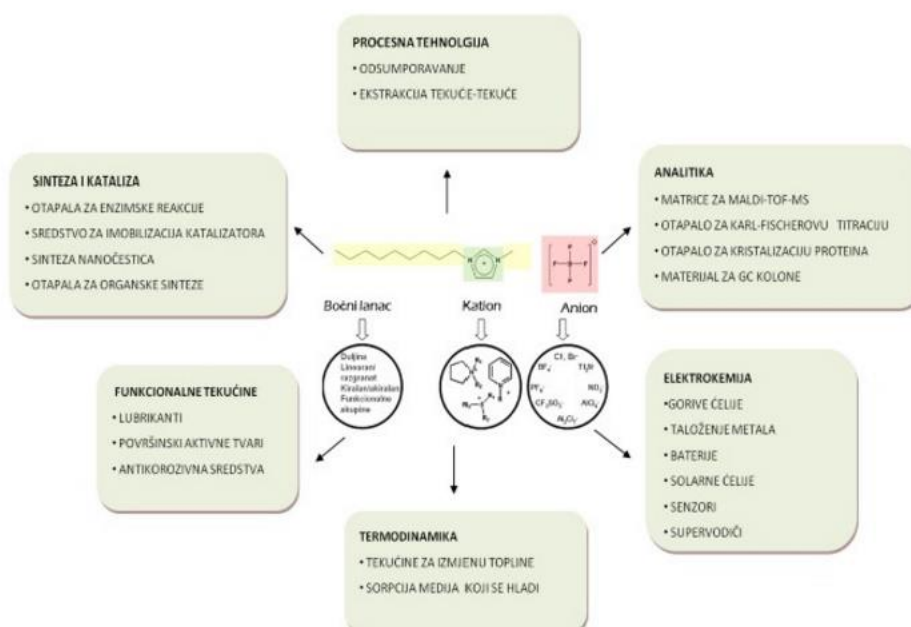 PROCESNA TEHNOLGIJA
• ODSUMPORAVANJE
• EKSTRAKCIJA TEKUĆE-TEKUĆE
SINTEZA I KATALIZA
• OTAPALA ZA ENZIMSKE REAKCIJE
• SREDSTVO ZA IMOBILIZACIJA KATALIZATORA
• SINTEZA NANOČESTICA
• OTAPALA ZA ORGANSKE SINTEZE
ANALITIKA
• MATRICE ZA MALDI-TOF-MS
• OTAPALO ZA KARL-FISCHEROVU TITRACIJU
• OTAPALO ZA KRISTALIZACIJU PROTEINA
• MATERIJAL ZA GC KOLONE
Bočni lanac
Kation
Anion
Duljina
Linearan/
razgranat
Kiralan/akiralan
Funkcionalne
skupine
Cl⁻, Br⁻
BF₄⁻
PF₆⁻
NO₃⁻
CF₃SO₃⁻
AlCl₄⁻
Al₂Cl₇⁻
FUNKCIONALNE TEKUĆINE
• LUBRIKANTI
• POVRŠINSKI AKTIVNE TVARI
• ANTIKOROZIVNA SREDSTVA
ELEKTROKEMIJA
•GORIVE ĆELIJE
• TALOŽENJE METALA
• BATERIJE
• SOLARNE ĆELIJE
• SENZORI
• SUPERVODIČI
TERMODINAMIKA
• TEKUĆINE ZA IZMJENU TOPLINE
• SORPCIJA MEDIJA KOJI SE HLADI